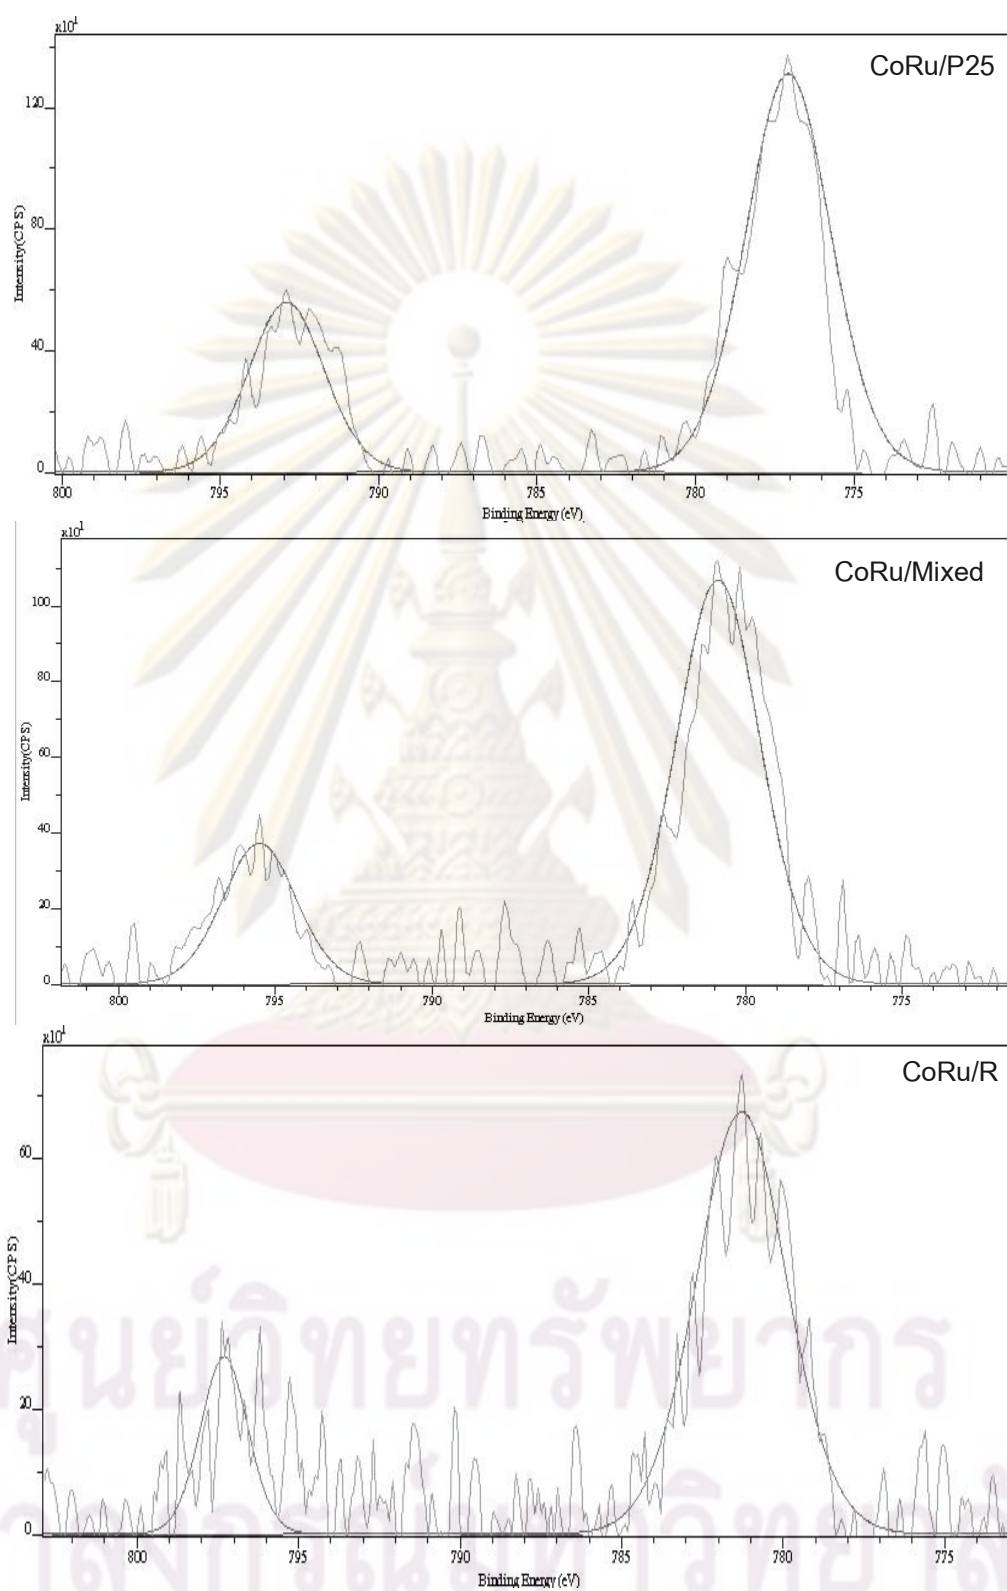 x10¹
CoRu/P25
120
80
40
0
Intensity(CPS)
800 795 790 785 780 775
Binding Energy (eV)
x10¹
CoRu/Mixed
100
80
60
40
20
0
Intensity(CPS)
800 795 790 785 780 775
Binding Energy (eV)
x10¹
CoRu/R
60
40
20
0
Intensity(CPS)
800 795 790 785 780 775
Binding Energy (eV)
ศูนย์วิทยทรัพยากร